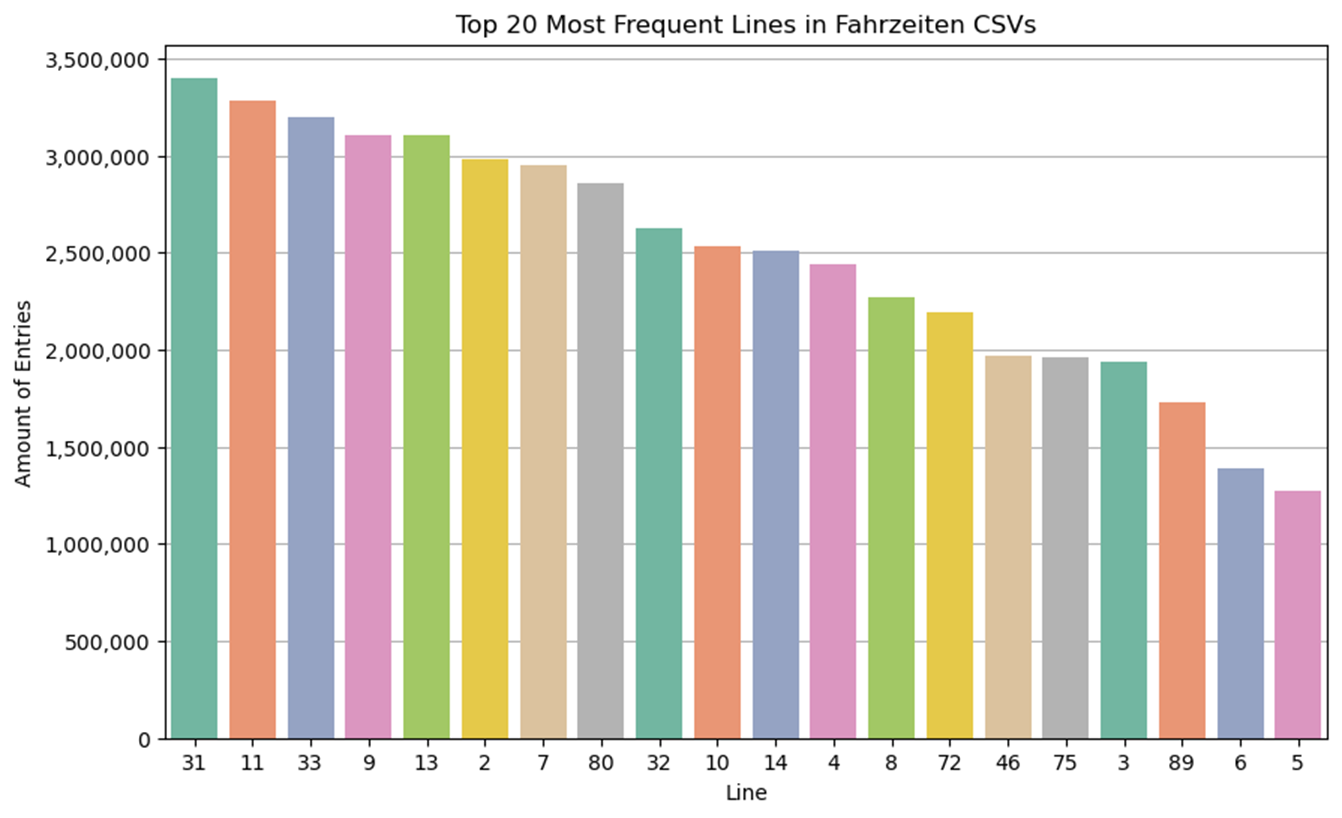 Top 20 Most Frequent Lines in Fahrzeiten CSVs
3,500,000
3,000,000
2,500,000
2,000,000
1,500,000
1,000,000
500,000
0
Amount of Entries
31 11 33 9 13 2 7 80 32 10 14 4 8 72 46 75 3 89 6 5
Line